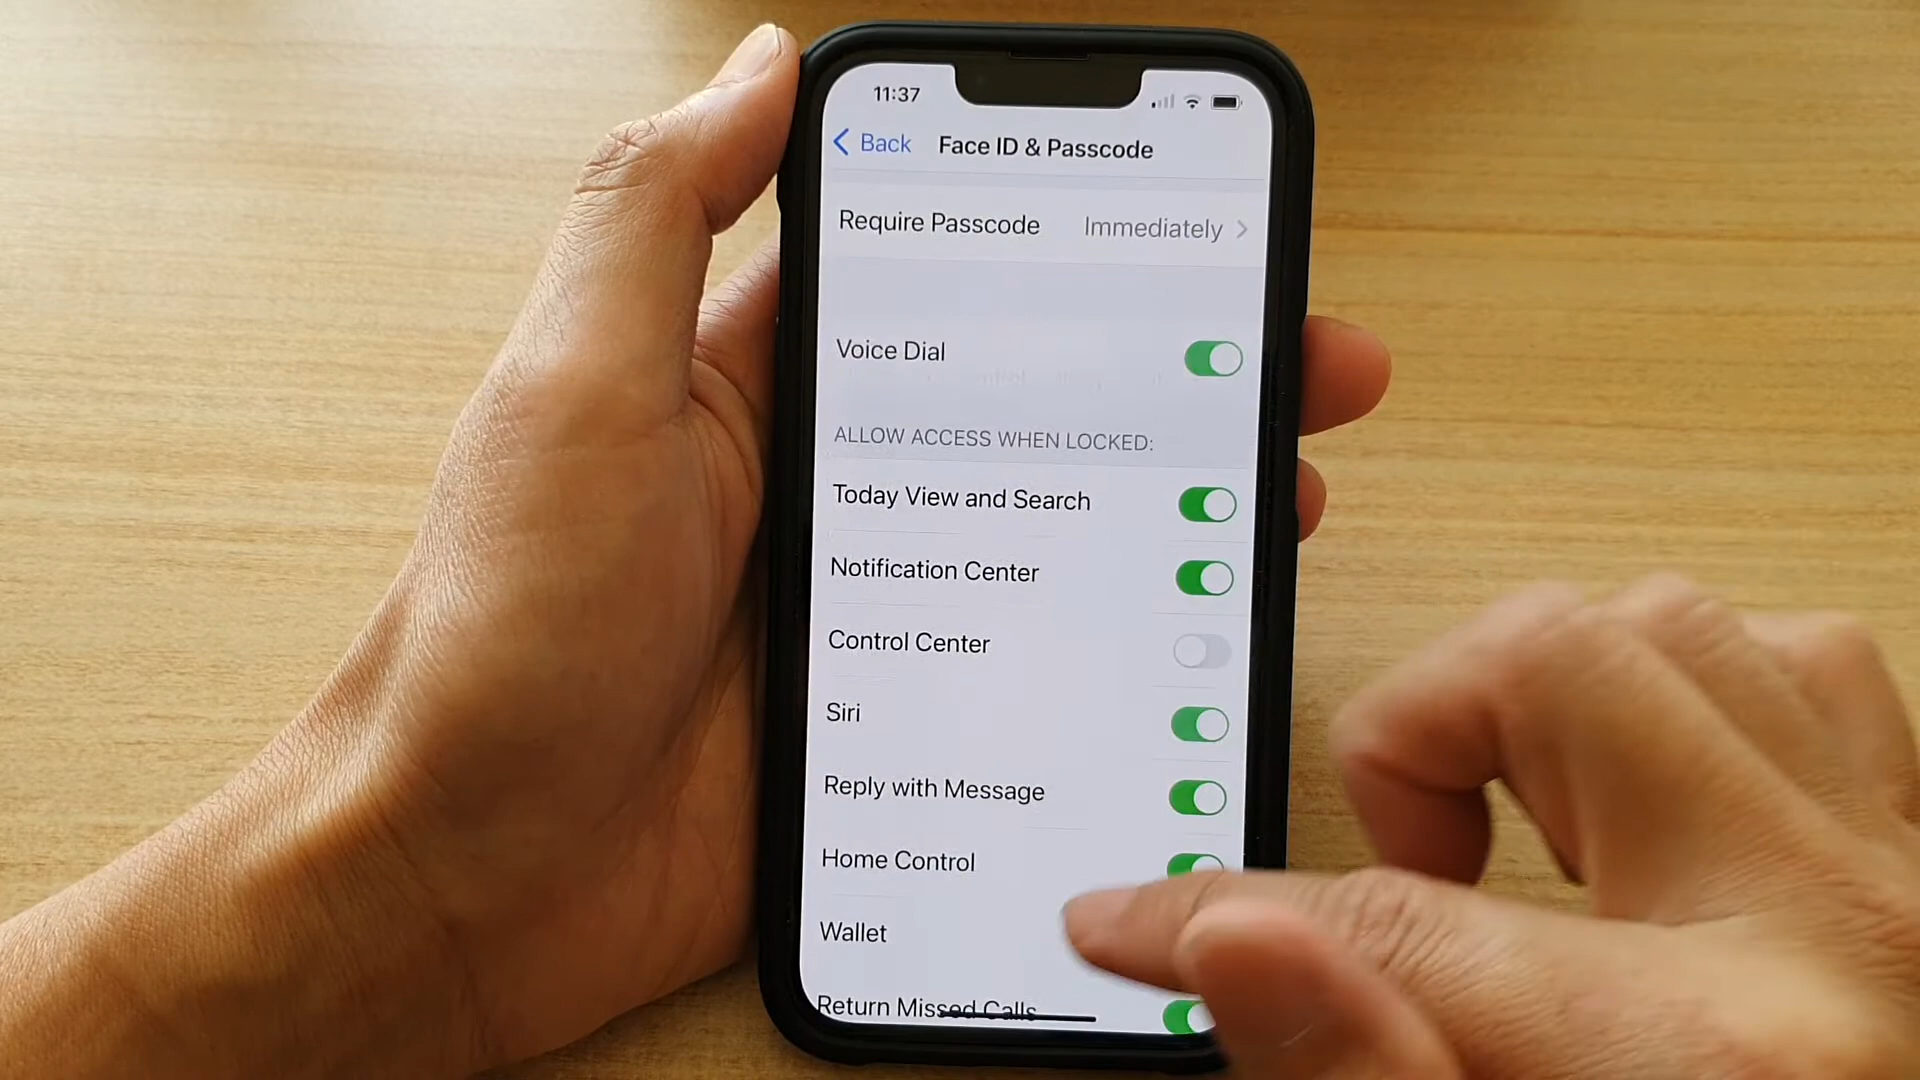 11:37
Back Face ID & Passcode
Require Passcode Immediately
Voice Dial
ALLOW ACCESS WHEN LOCKED:
Today View and Search
Notification Center
Control Center
Siri
Reply with Message
Home Control
Wallet
Return Missed Calls